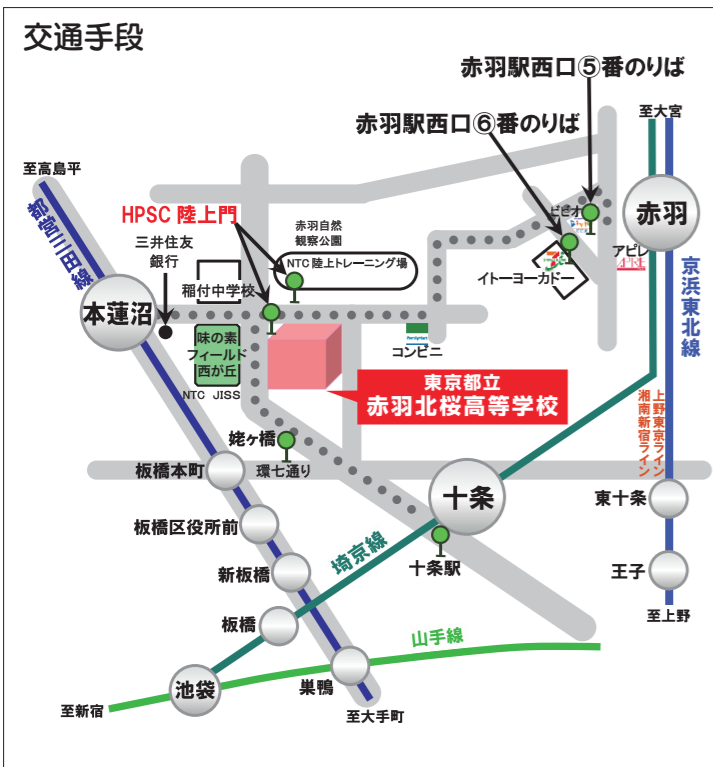 交通手段
赤羽駅西口⑤番のりば
赤羽駅西口⑥番のりば
至大宮
至高島平
都営三田線
HPSC 陸上門
三井住友
銀行
赤羽自然
観察公園
NTC 陸上トレーニング場
稲付中学校
ビビオ
赤羽
アピレ
イトーヨーカドー
京浜東北線
本蓮沼
味の素
フィールド
西が丘
NTC JISS
FamilyMart
コンビニ
東京都立
赤羽北桜高等学校
上野東京ライン
湘南新宿ライン
姥ヶ橋
環七通り
板橋本町
十条
東十条
板橋区役所前
埼京線
十条駅
新板橋
王子
板橋
至上野
山手線
池袋
巣鴨
至新宿
至大手町